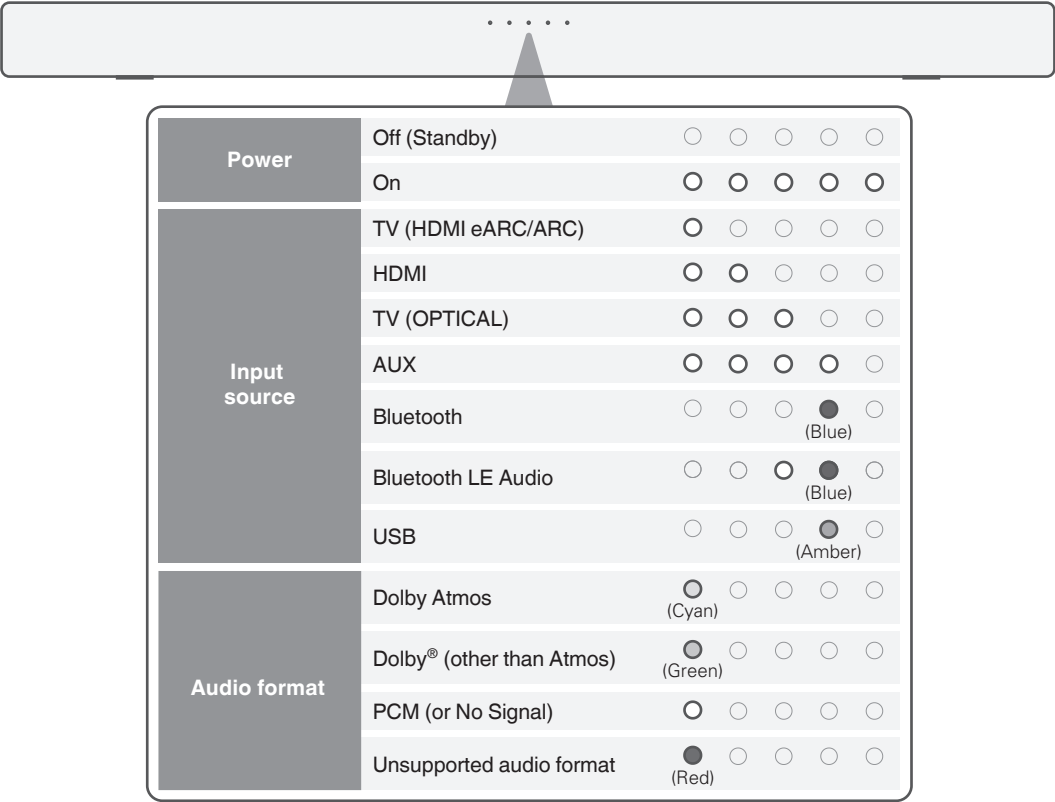 Power
Off (Standby)
On
Input
source
TV (HDMI eARC/ARC)
HDMI
TV (OPTICAL)
AUX
Bluetooth
(Blue)
Bluetooth LE Audio
(Blue)
USB
(Amber)
Audio format
Dolby Atmos
(Cyan)
Dolby® (other than Atmos)
(Green)
PCM (or No Signal)
Unsupported audio format
(Red)